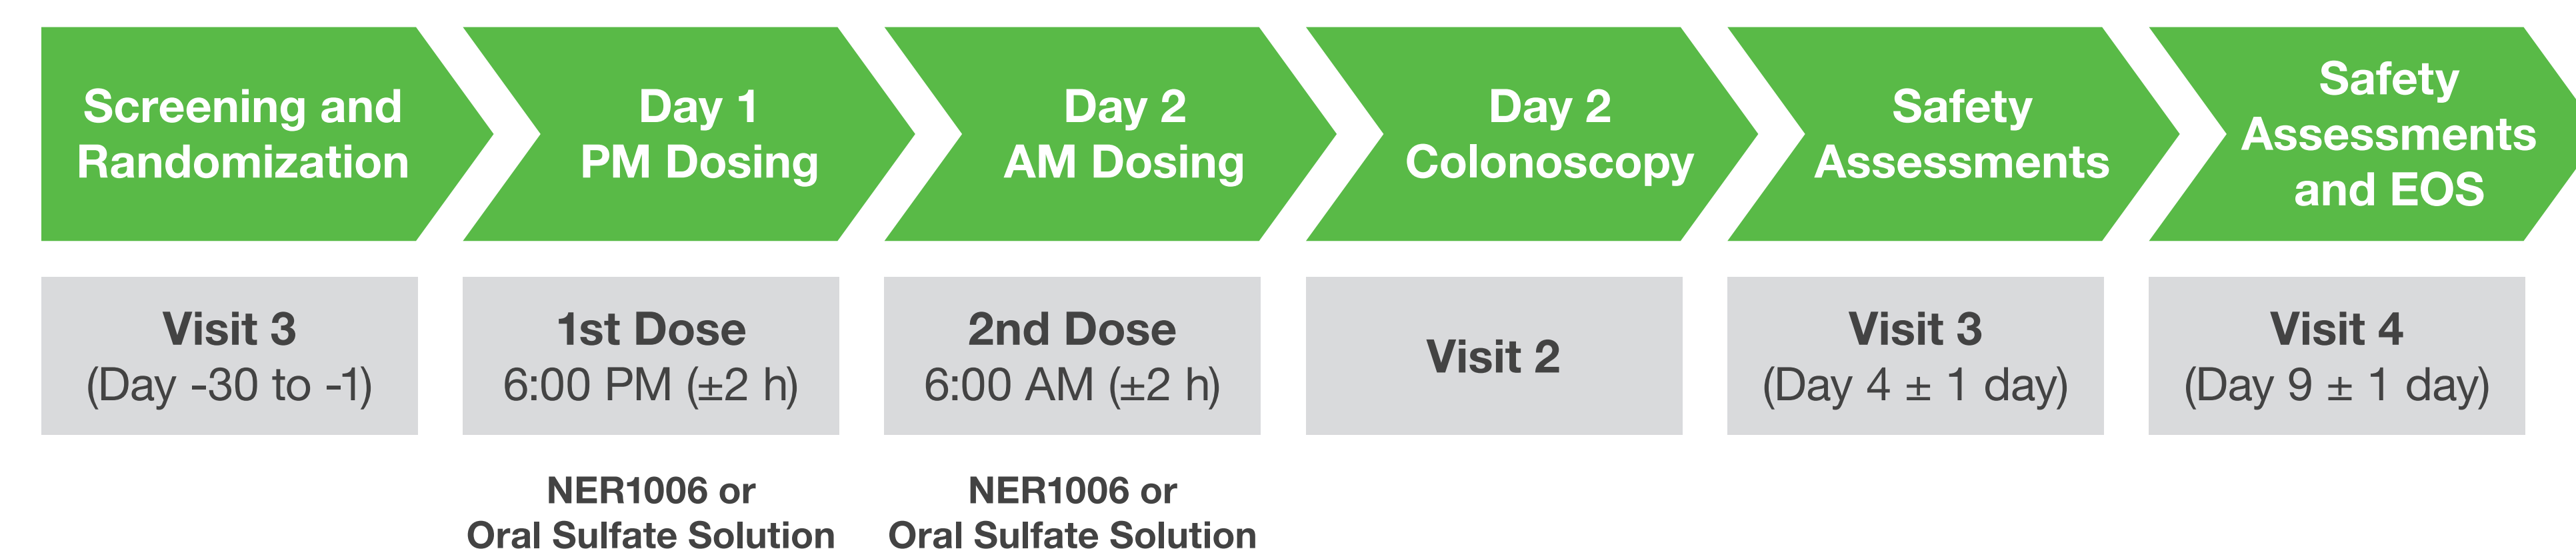 Screening and
Randomization
Day 1
PM Dosing
Day 2
AM Dosing
Day 2
Colonoscopy
Safety
Assessments
Safety
Assessments
and EOS
Visit 3
(Day -30 to -1)
1st Dose
6:00 PM (±2 h)
2nd Dose
6:00 AM (±2 h)
Visit 2
Visit 3
(Day 4 ± 1 day)
Visit 4
(Day 9 ± 1 day)
NER1006 or
Oral Sulfate Solution
NER1006 or
Oral Sulfate Solution